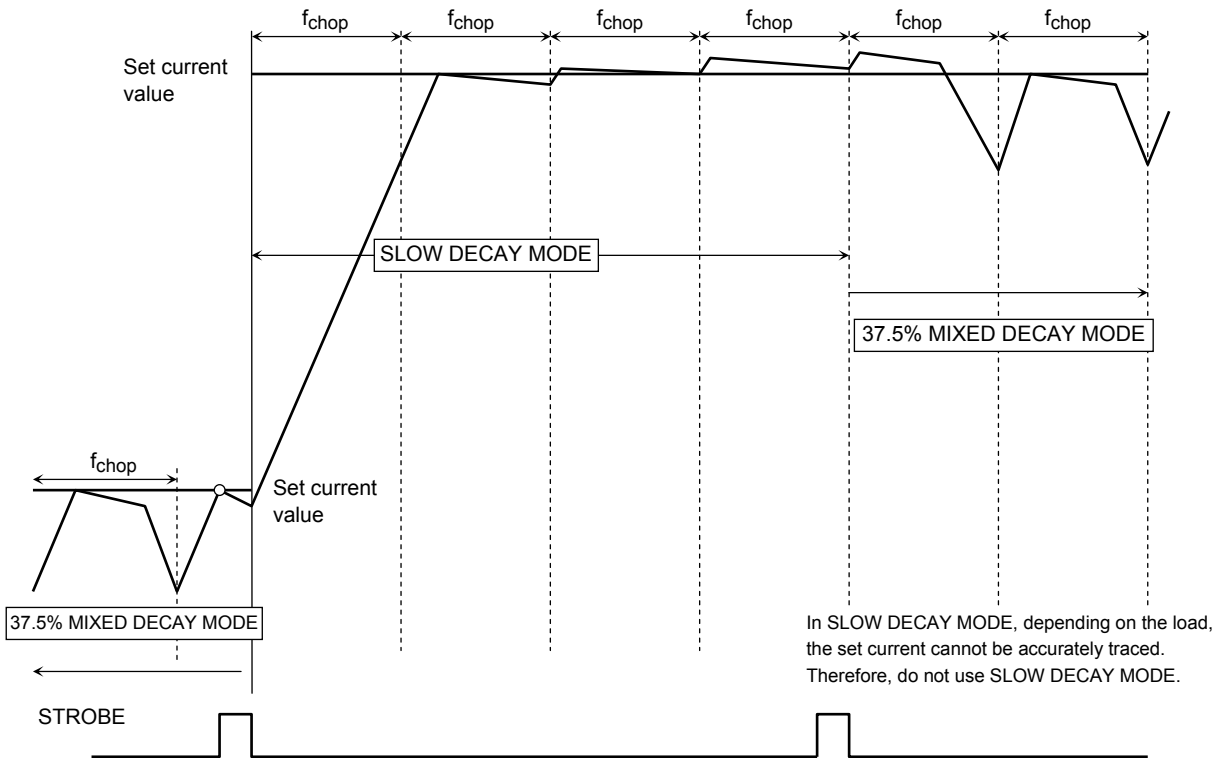 fchop fchop fchop fchop fchop fchop
Set current
value
SLOW DECAY MODE
37.5% MIXED DECAY MODE
fchop
Set current
value
37.5% MIXED DECAY MODE
In SLOW DECAY MODE, depending on the load,
the set current cannot be accurately traced.
Therefore, do not use SLOW DECAY MODE.
STROBE